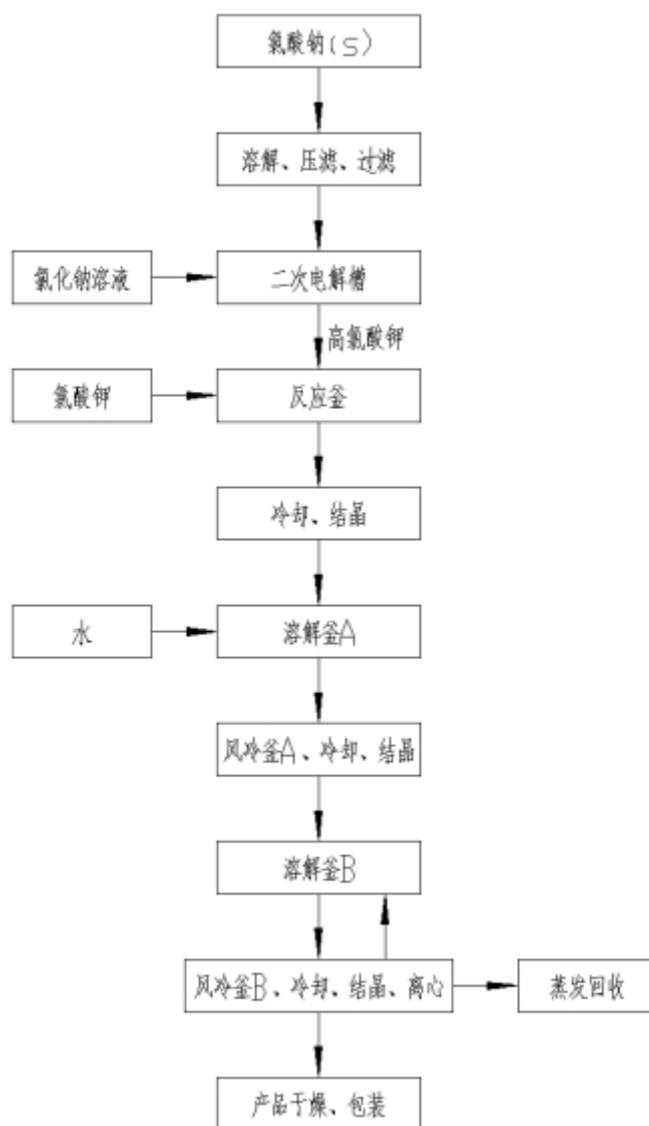 氯酸钠(S)
溶解、压滤、过滤
氯化钠溶液
二次电解槽
高氯酸钾
氯酸钾
反应釜
冷却、结晶
水
溶解釜A
风冷釜A、冷却、结晶
溶解釜B
风冷釜B、冷却、结晶、离心
蒸发回收
产品干燥、包装